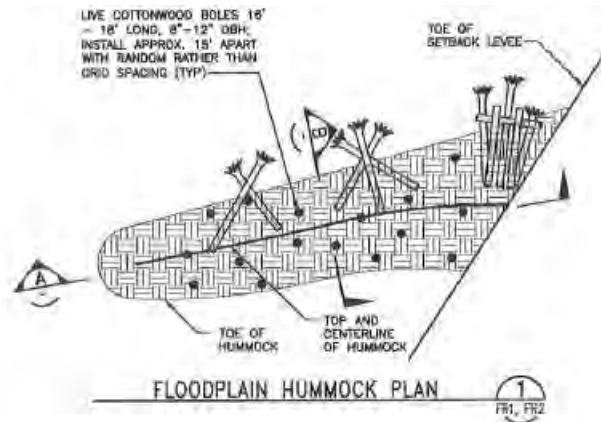 LIVE COTTONWOOD BOLES 16'
- 18' LONG, 8"-12" DBH;
INSTALL APPROX. 15' APART
WITH RANDOM RATHER THAN
GRID SPACING (TYP)
TOE OF
SETBACK LEVEE
B
A
TOE OF
HUMMOCK
TOP AND
CENTERLINE
OF HUMMOCK
FLOODPLAIN HUMMOCK PLAN
1
FR1, FR2